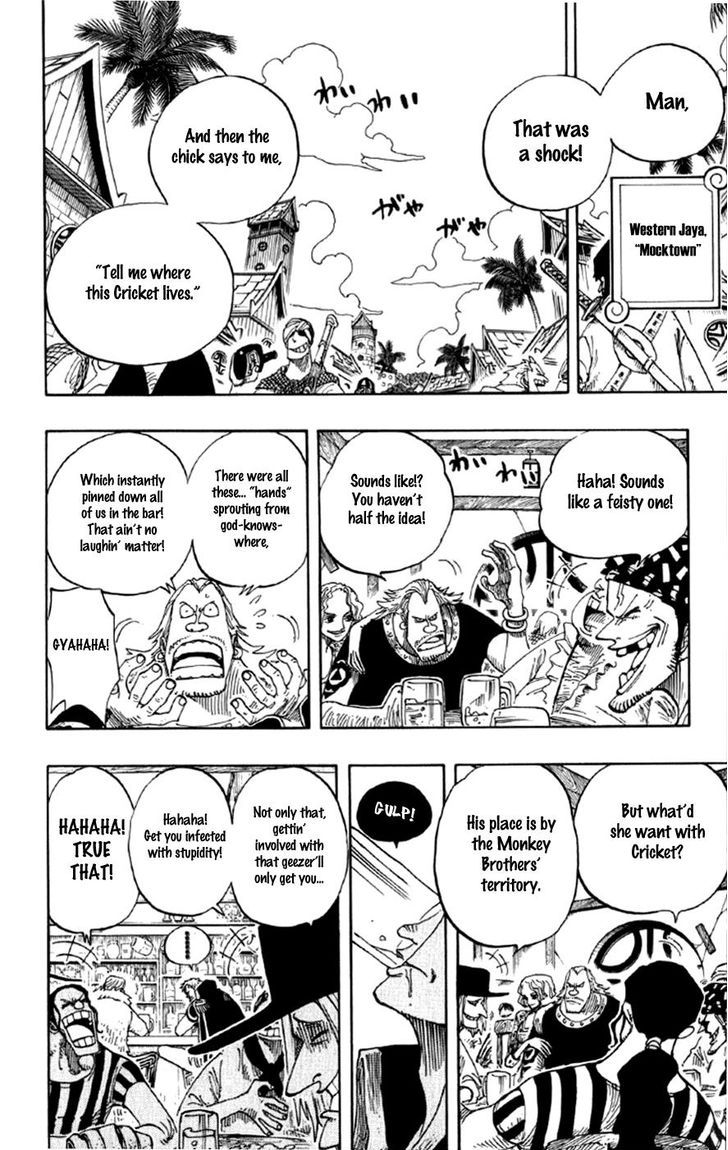 Man,
That was
a shock!
Western Jaya,
"Mocktown"
わい
わい
ガヤ
ガヤ
And then the
chick says to me,
"Tell me where
this Cricket lives."
Haha! Sounds
like a feisty one!
わい
Sounds like!?
You haven't
half the idea!
There were all
these... "hands"
sprouting from
god-knows-
where,
Which instantly
pinned down all
of us in the bar!
That ain't no
laughin' matter!
GYAHAHA!
But what'd
she want with
Cricket?
His place is by
the Monkey
Brothers'
territory.
GULP!
Not only that,
gettin'
involved with
that geezer'll
only get you...
Hahaha!
Get you infected
with stupidity!
HAHAHA!
TRUE
THAT!